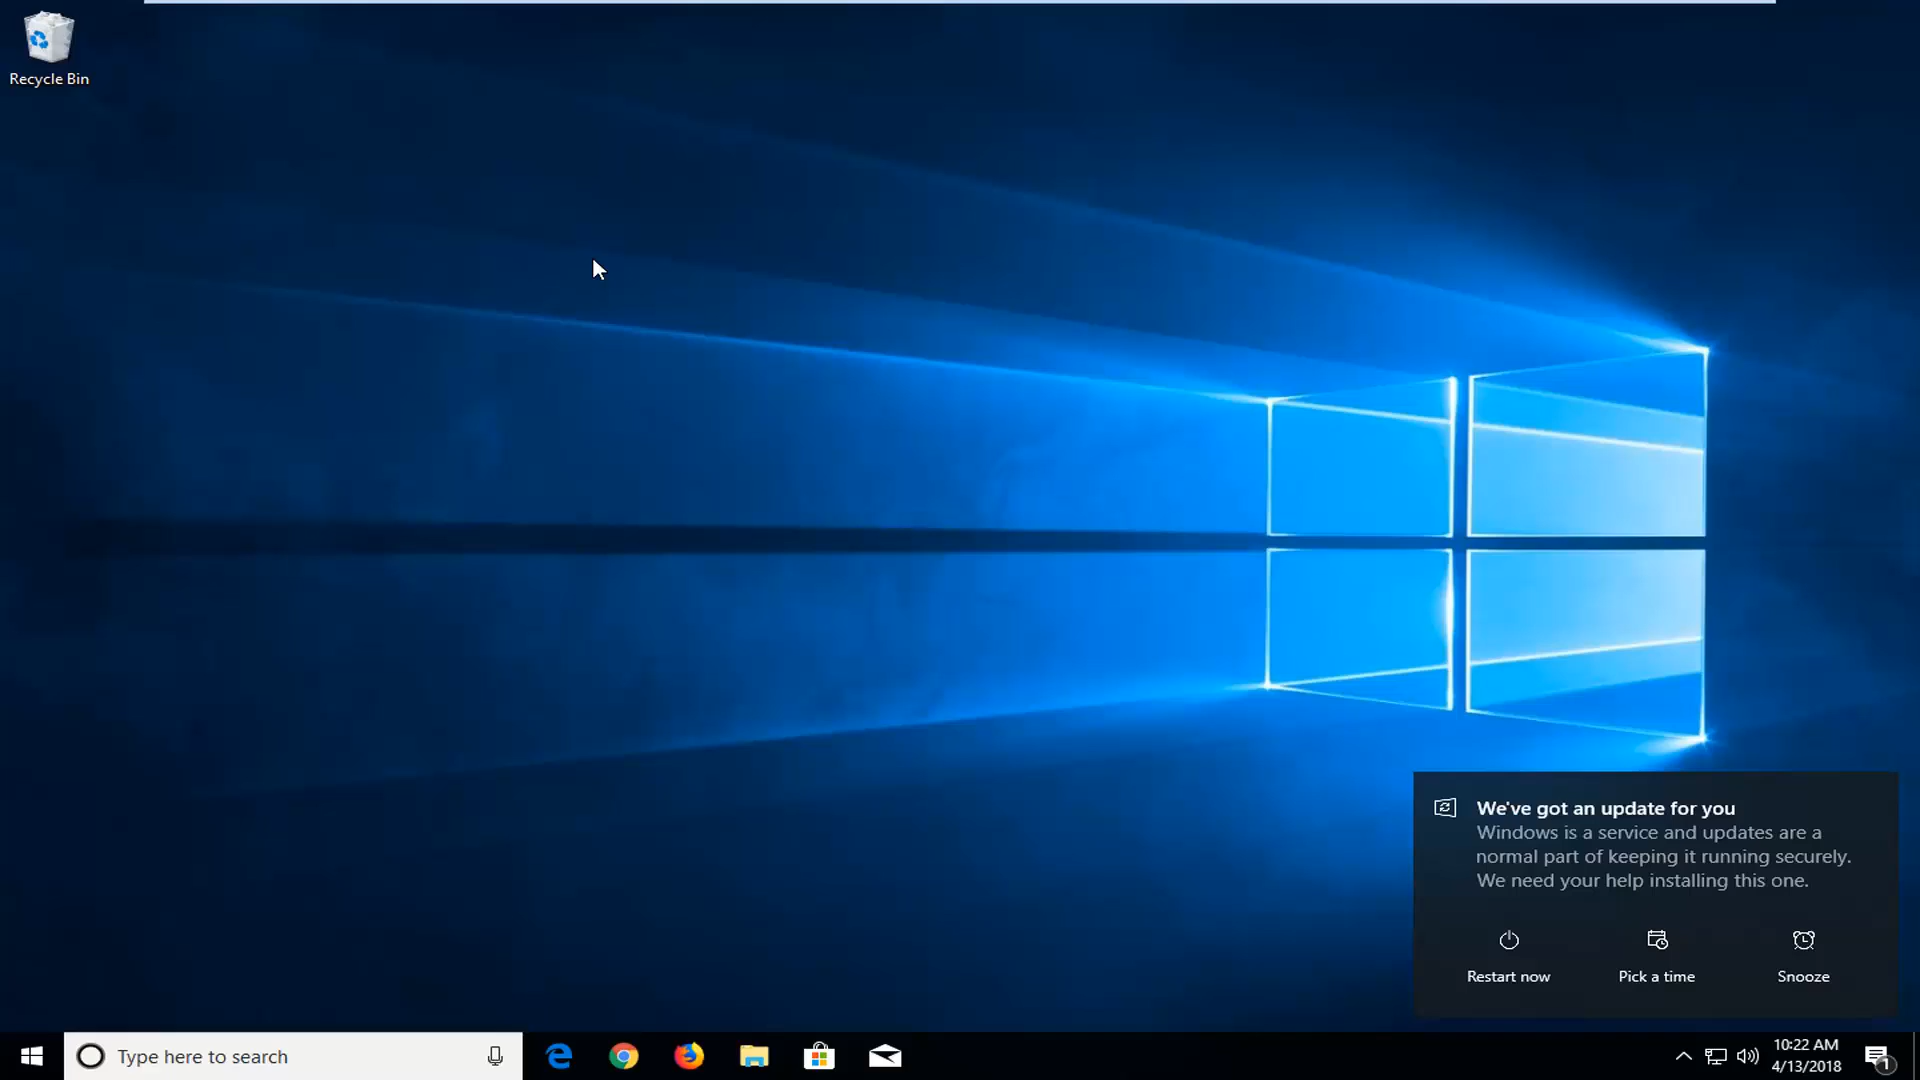 Recycle Bin
We've got an update for you
Windows is a service and updates are a
normal part of keeping it running securely.
We need your help installing this one.
Restart now
Pick a time
Snooze
Type here to search
10:22 AM
4/13/2018
1